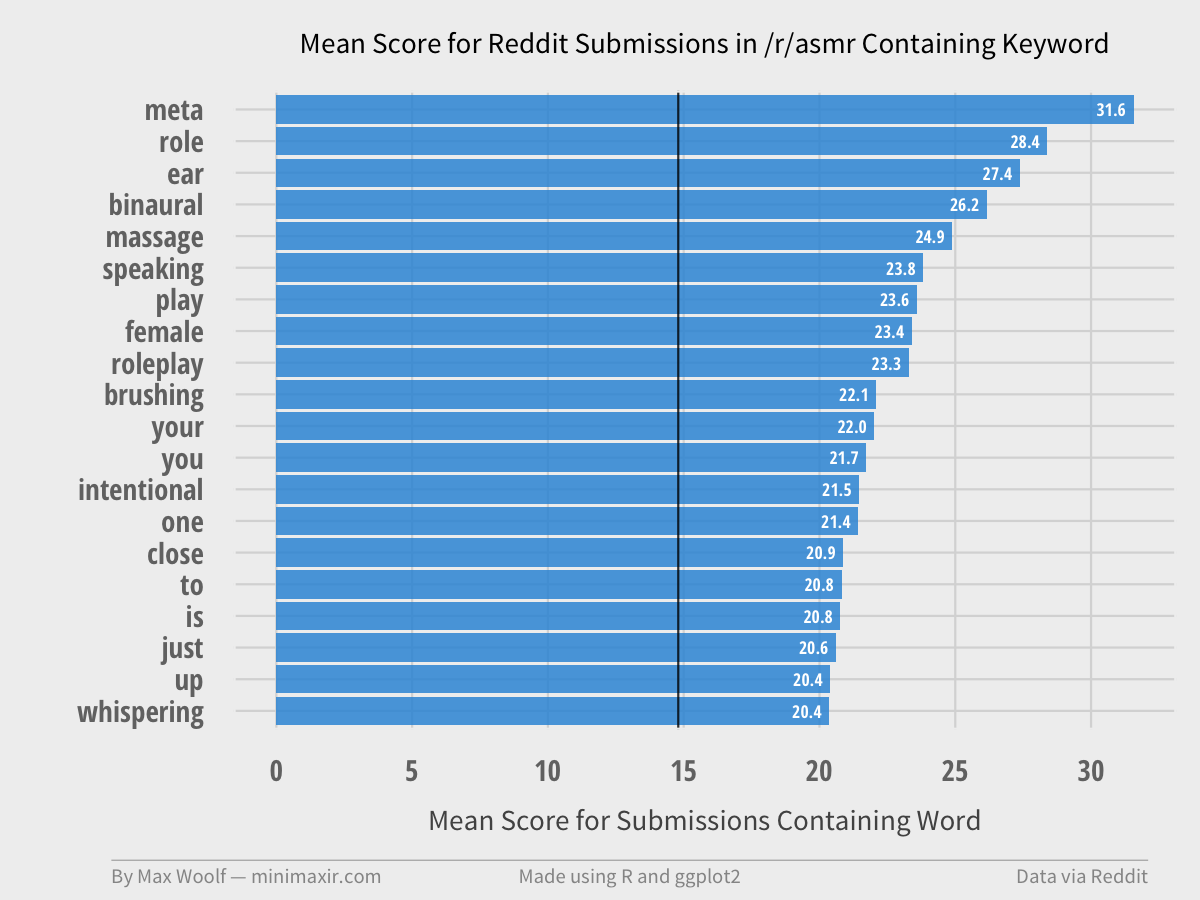 Mean Score for Reddit Submissions in /r/asmr Containing Keyword
meta 31.6
role 28.4
ear 27.4
binaural 26.2
massage 24.9
speaking 23.8
play 23.6
female 23.4
roleplay 23.3
brushing 22.1
your 22.0
you 21.7
intentional 21.5
one 21.4
close 20.9
to 20.8
is 20.8
just 20.6
up 20.4
whispering 20.4
0 5 10 15 20 25 30
Mean Score for Submissions Containing Word
By Max Woolf — minimaxir.com Made using R and ggplot2 Data via Reddit